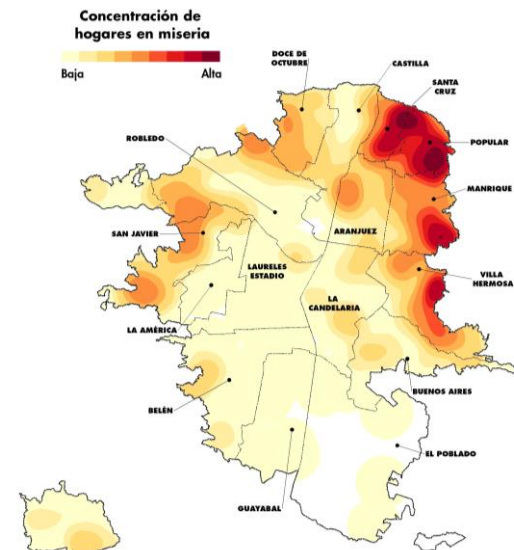 Concentración de
hogares en miseria
Baja Alta
DOCE DE
OCTUBRE
CASTILLA
SANTA
CRUZ
ROBLEDO
POPULAR
MANRIQUE
SAN JAVIER
ARANJUEZ
LAURELES
ESTADIO
VILLA
HERMOSA
LA
CANDELARIA
LA AMÉRICA
BUENOS AIRES
BELÉN
EL POBLADO
GUAYABAL